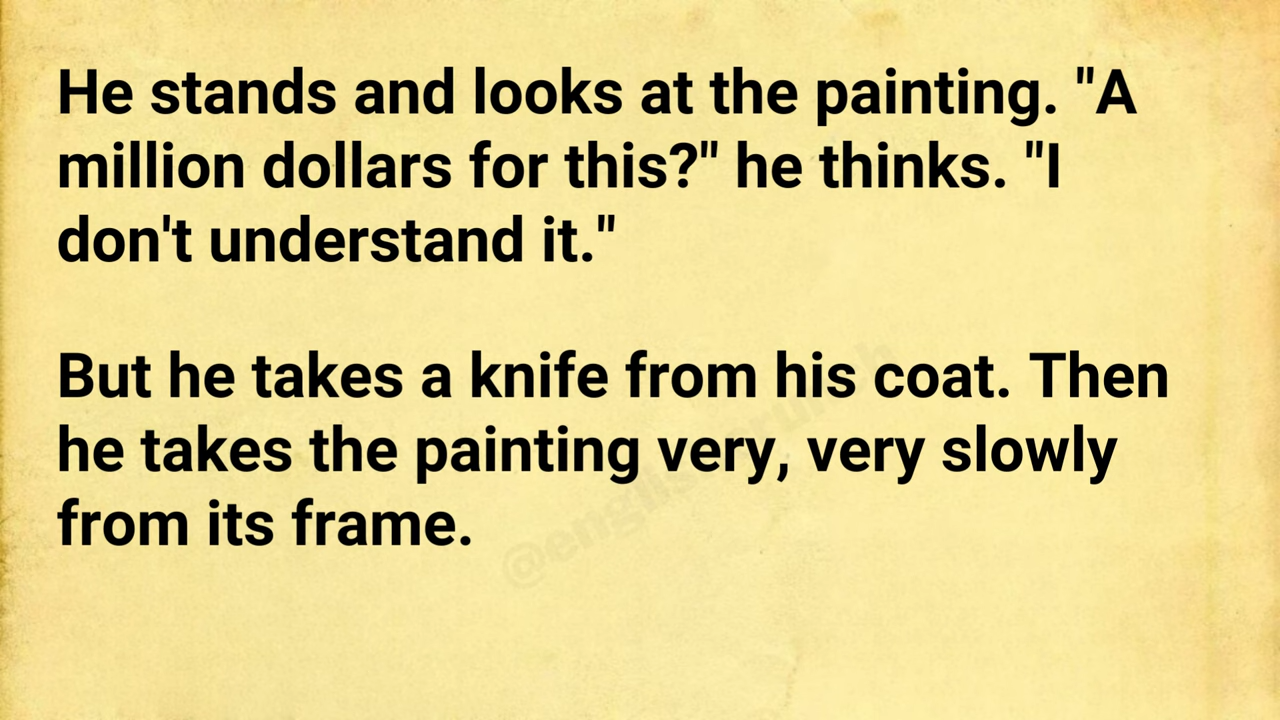 He stands and looks at the painting. "A
million dollars for this?" he thinks. "I
don't understand it."
But he takes a knife from his coat. Then
he takes the painting very, very slowly
from its frame.